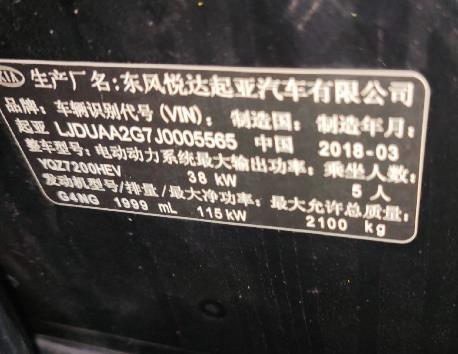 KIA 生产厂名:东风悦达起亚汽车有限公司
品牌: 车辆识别代号(VIN): 制造国: 制造年月:
起亚 LJDUAA2G7J0005565 中国 2018-03
整车型号: 电动动力系统最大输出功率: 乘坐人数:
YQZ7200HEV 38 kW 5 人
发动机型号/排量/最大净功率: 最大允许总质量:
G4NG 1999 mL 115 kW 2100 kg